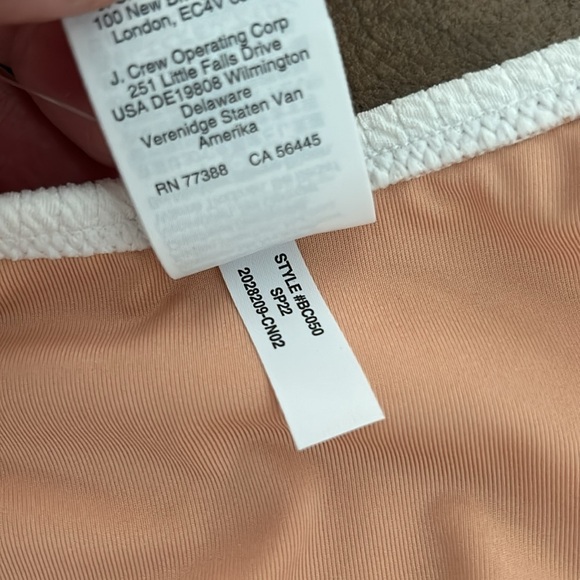 100 New
London, EC4V
J. Crew Operating Corp
251 Little Falls Drive
USA DE19808 Wilmington
Delaware
Verenidge Staten Van
Amerika
RN 77388 CA 56445
STYLE #BC050
SP22
2028209-CN02